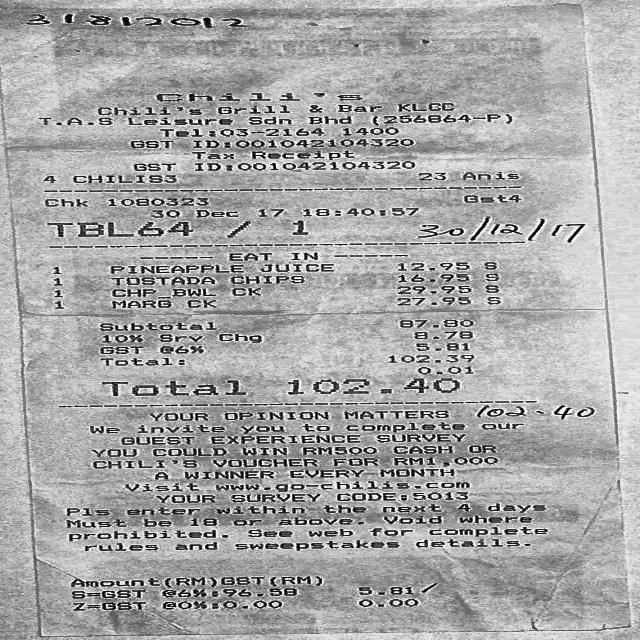 31812012
Chili's
Chili's Grill & Bar KLCC
T.A.S Leisure Sdn Bhd (256864-P)
Tel:03-2164 1400
GST ID:001042104320
Tax Receipt
GST ID:001042104320
4 CHILIS3 23 Anis
Chk 1080323 Gst4
30 Dec 17 18:40:57
TBL64 / 1 30/12/17
EAT IN
1 PINEAPPLE JUICE 12.95 S
1 TOSTADA CHIPS 16.95 S
1 CHP BWL CK 29.95 S
1 MARG CK 27.95 S
Subtotal 87.80
10% Srv Chg 8.78
GST @6% 5.81
Total: 102.39
0.01
Total 102.40
YOUR OPINION MATTERS 102.40
We invite you to complete our
GUEST EXPERIENCE SURVEY
YOU COULD WIN RM500 CASH OR
CHILI'S VOUCHER FOR RM1,000
A WINNER EVERY MONTH
Visit www.go-chilis.com
YOUR SURVEY CODE:5013
Pls enter within the next 4 days
Must be 18 or above. Void where
prohibited. See web for complete
rules and sweepstakes details.
Amount(RM)GST(RM)
S=GST @6%:96.58 5.81
Z=GST @0%:0.00 0.00